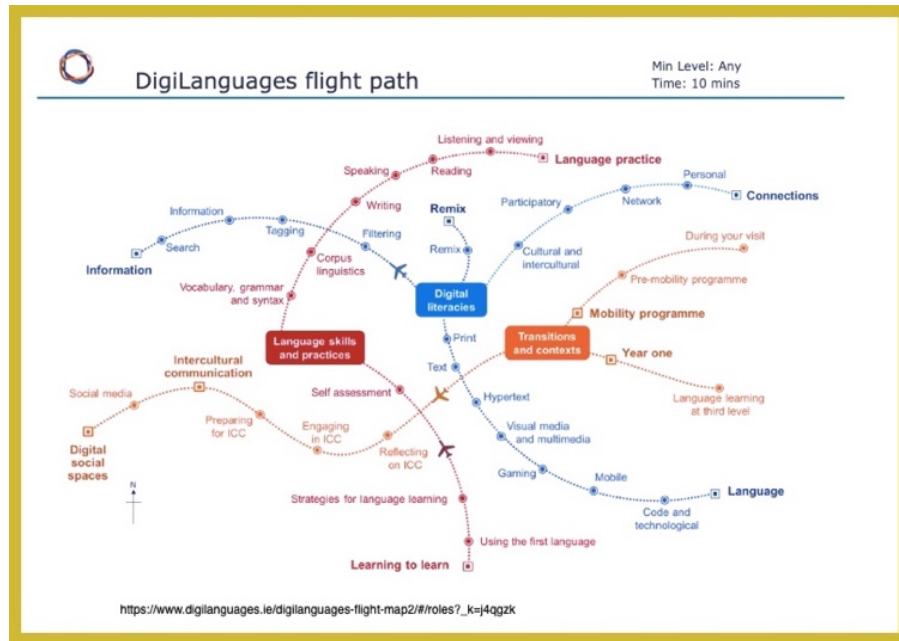 DigiLanguages flight path
Min Level: Any
Time: 10 mins
Listening and viewing
Language practice
Speaking
Reading
Writing
Corpus
linguistics
Vocabulary, grammar
and syntax
Language skills
and practices
Information
Tagging
Filtering
Search
Information
Remix
Remix
Digital
literacies
Personal
Connections
Participatory
Network
Cultural and
intercultural
During your visit
Pre-mobility programme
Mobility programme
Transitions
and contexts
Year one
Language learning
at third level
Print
Text
Hypertext
Visual media
and multimedia
Gaming
Mobile
Code and
technological
Language
Intercultural
communication
Social media
Digital
social
spaces
Preparing
for ICC
Engaging
in ICC
Reflecting
on ICC
Self assessment
Strategies for language learning
Using the first language
Learning to learn
N
https://www.digilanguages.ie/digilanguages-flight-map2/#/roles?_k=j4qgzk